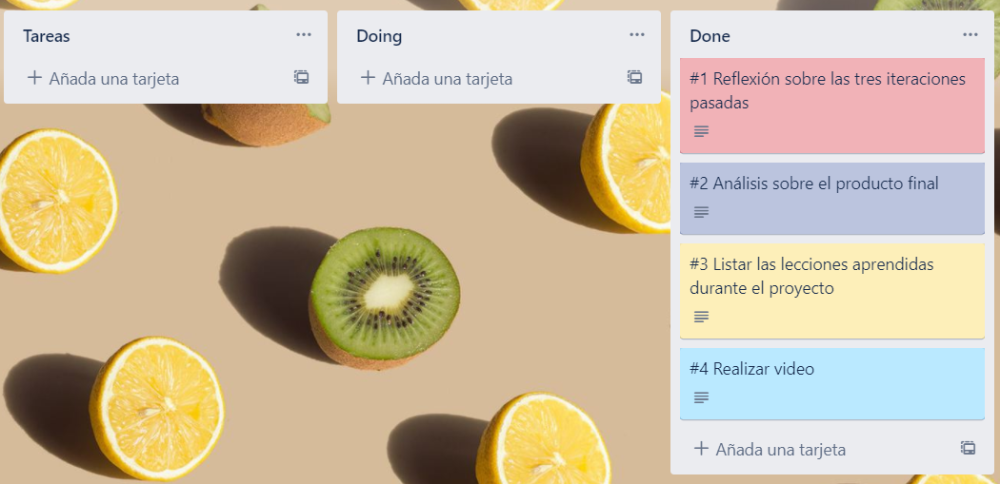 Tareas
+ Añada una tarjeta
Doing
+ Añada una tarjeta
Done
#1 Reflexión sobre las tres iteraciones
pasadas
#2 Análisis sobre el producto final
#3 Listar las lecciones aprendidas
durante el proyecto
#4 Realizar video
+ Añada una tarjeta